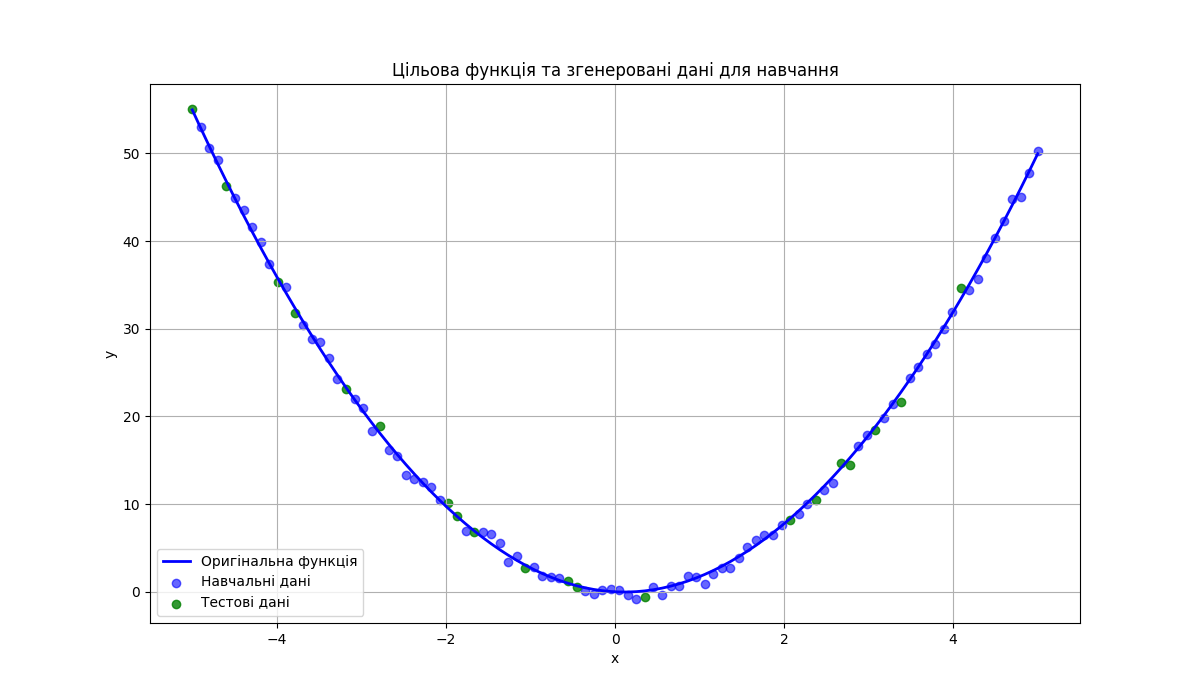 Цільова функція та згенеровані дані для навчання
y
50
40
30
20
10
0
Оригінальна функція
Навчальні дані
Тестові дані
−4
−2
0
2
4
x